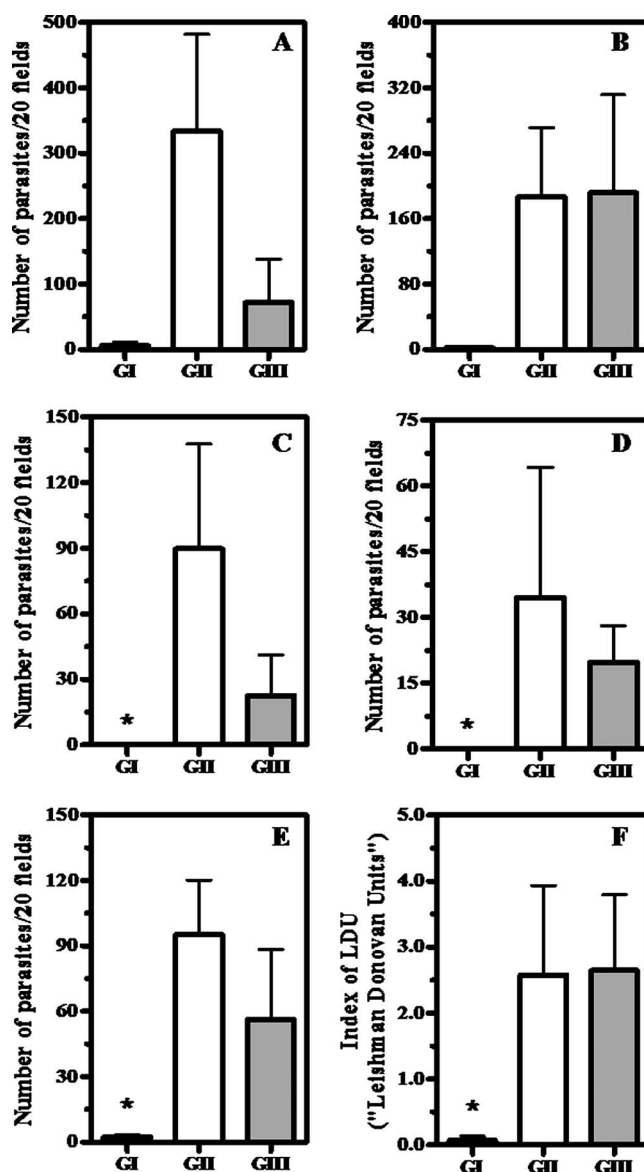 A
Number of parasites/20 fields
500
400
300
200
100
0
GI GII GIII
B
Number of parasites/20 fields
400
320
240
160
80
0
GI GII GIII
C
Number of parasites/20 fields
150
120
90
60
30
0
*
GI GII GIII
D
Number of parasites/20 fields
75
60
45
30
15
0
*
GI GII GIII
E
Number of parasites/20 fields
150
120
90
60
30
0
*
GI GII GIII
F
Index of LDU
("Leishman Donovan Units")
5.0
4.0
3.0
2.0
1.0
0.0
*
GI GII GIII